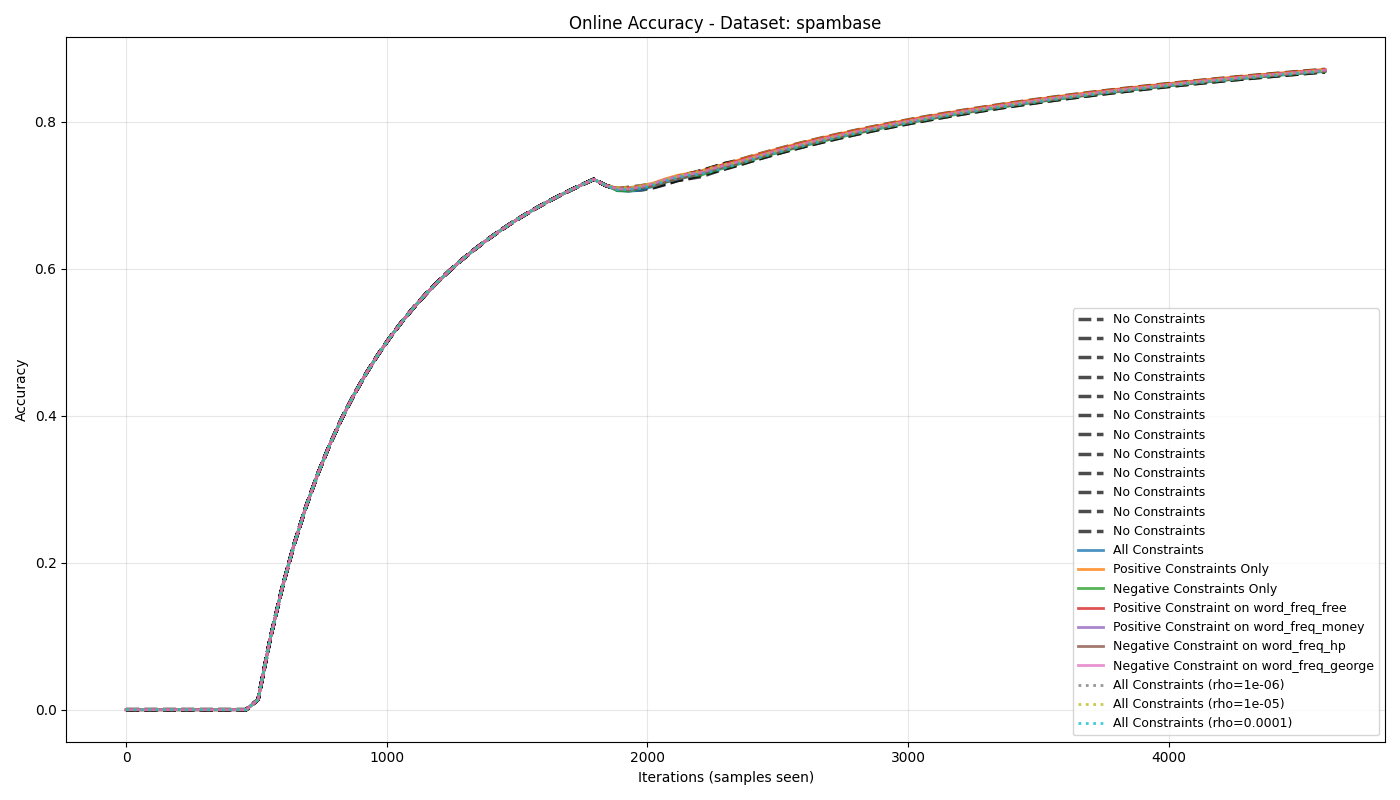 Online Accuracy - Dataset: spambase
Accuracy
0.8
0.6
0.4
0.2
0.0
No Constraints
No Constraints
No Constraints
No Constraints
No Constraints
No Constraints
No Constraints
No Constraints
No Constraints
No Constraints
No Constraints
No Constraints
All Constraints
Positive Constraints Only
Negative Constraints Only
Positive Constraint on word_freq_free
Positive Constraint on word_freq_money
Negative Constraint on word_freq_hp
Negative Constraint on word_freq_george
All Constraints (rho=1e-06)
All Constraints (rho=1e-05)
All Constraints (rho=0.0001)
0
1000
2000
3000
4000
Iterations (samples seen)